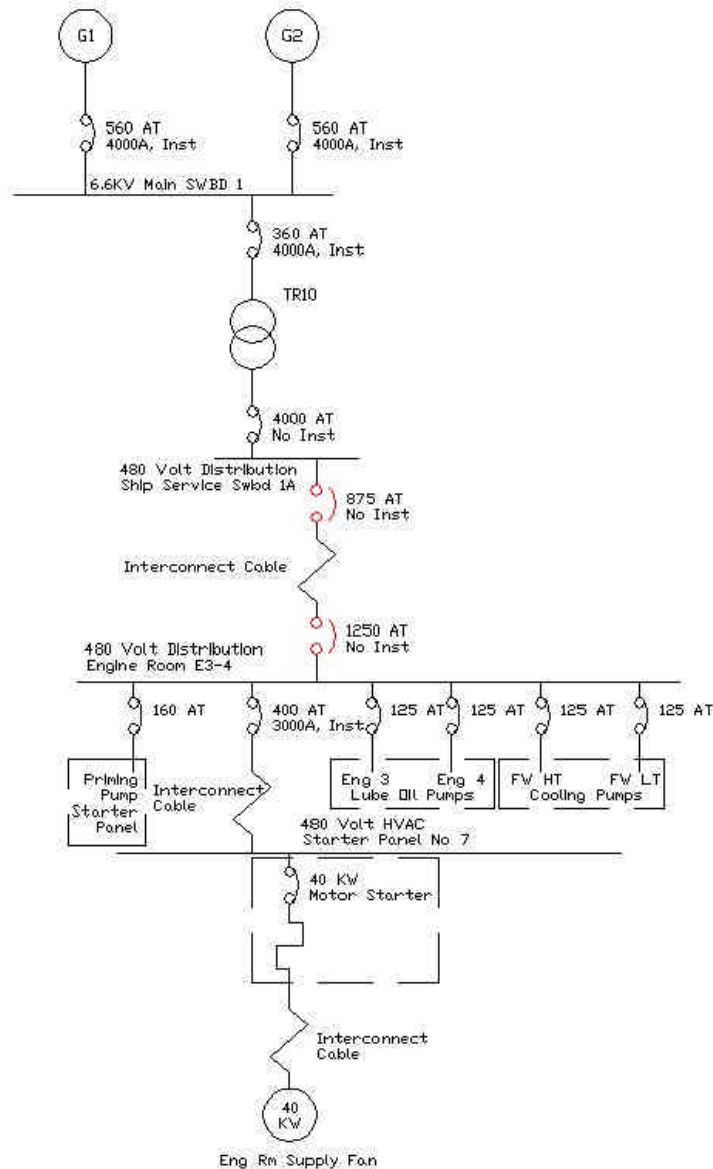 G1
G2
560 AT
4000A, Inst
560 AT
4000A, Inst
6.6KV Main SWBD 1
360 AT
4000A, Inst
TR10
4000 AT
No Inst
480 Volt Distribution
Ship Service Swbd 1A
875 AT
No Inst
Interconnect Cable
1250 AT
No Inst
480 Volt Distribution
Engine Room E3-4
160 AT
400 AT
3000A, Inst
125 AT
125 AT
125 AT
125 AT
Priming
Pump
Starter
Panel
Interconnect
Cable
Eng 3
Eng 4
Lube Oil Pumps
FW HT
FW LT
Cooling Pumps
480 Volt HVAC
Starter Panel No 7
40 KW
Motor Starter
Interconnect
Cable
40
KW
Eng Rm Supply Fan